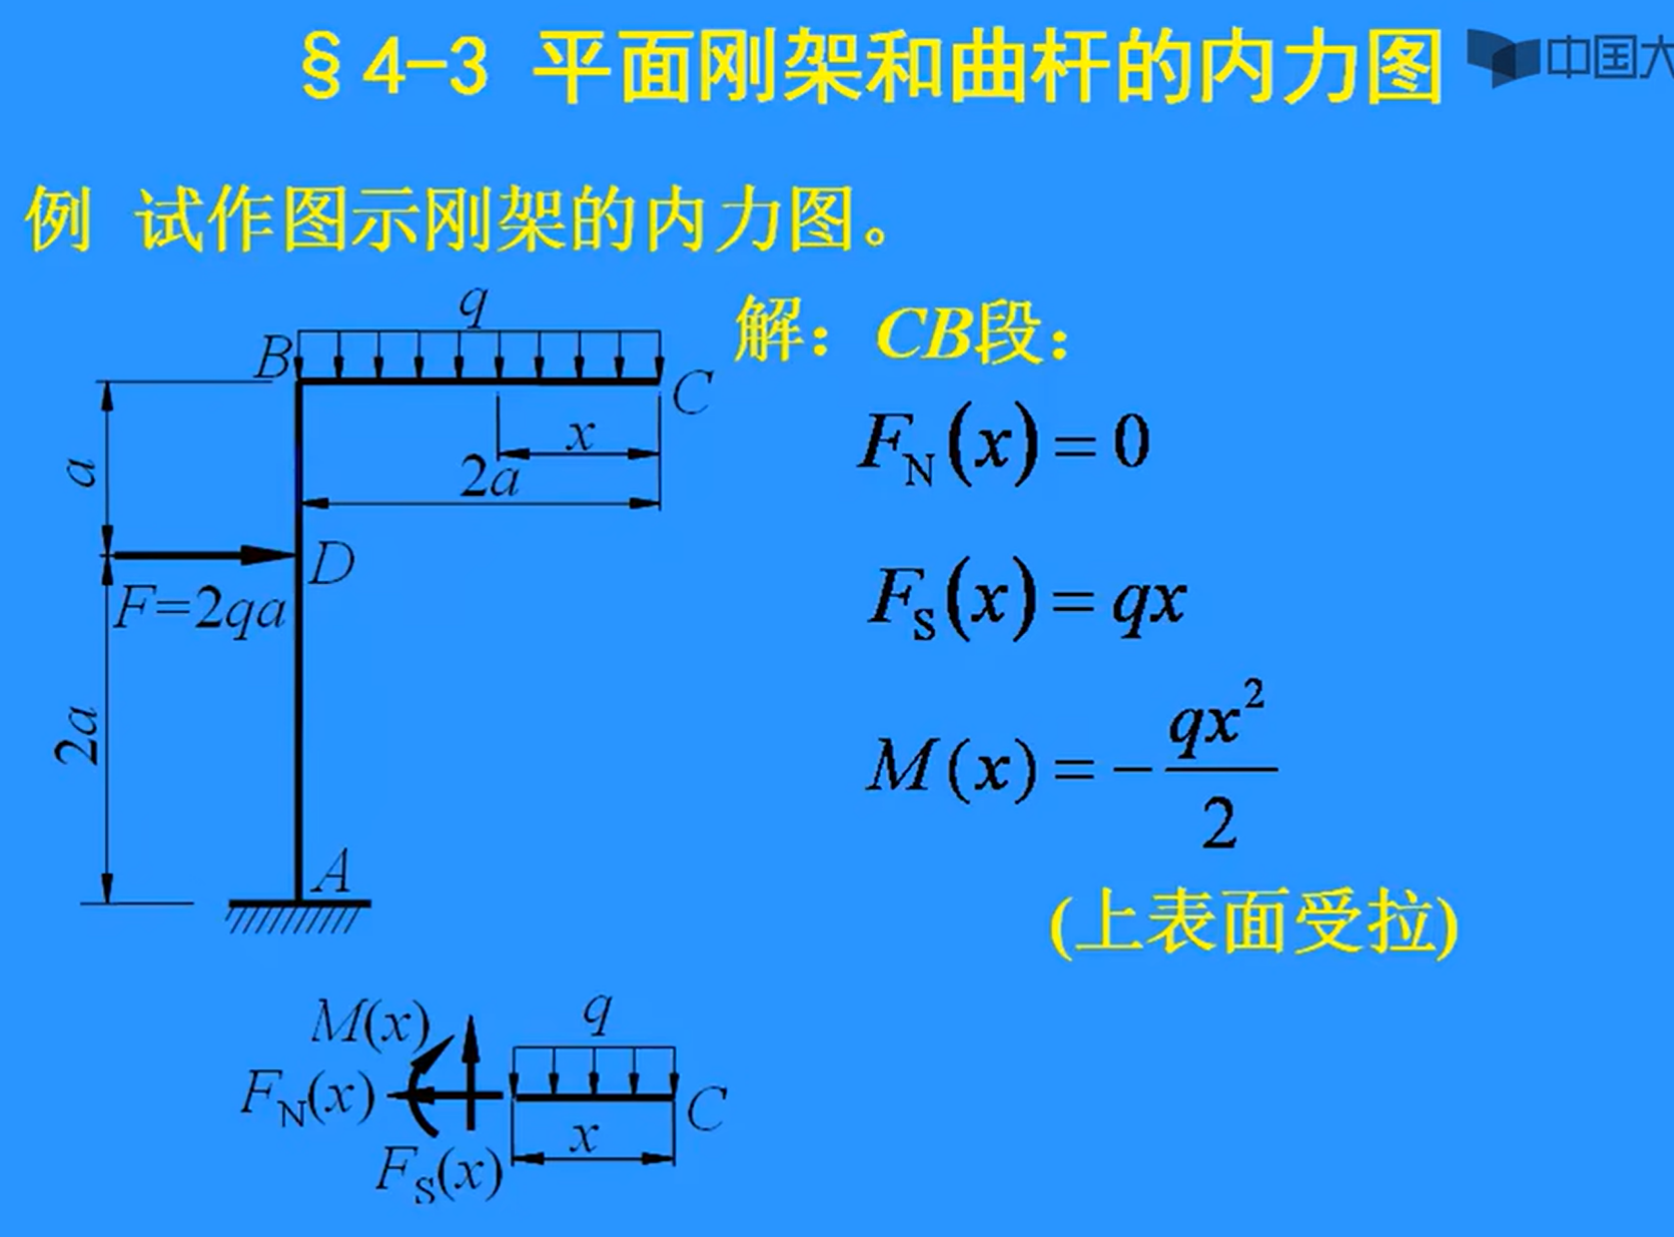 §4-3 平面刚架和曲杆的内力图
中国大
例 试作图示刚架的内力图。
q
B
C
x
2a
a
D
F=2qa
2a
A
解：CB段：
F_N(x)=0
F_S(x)=qx
M(x)=-\frac{qx^2}{2}
(上表面受拉)
M(x)
q
F_N(x)
C
x
F_S(x)